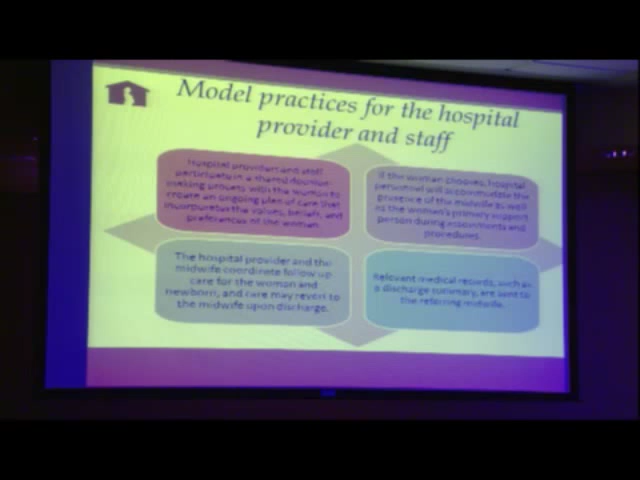 Model practices for the hospital
provider and staff
Hospital providers and staff
participate in a shared decision
making process with the woman to
create an ongoing plan of care that
incorporates the values, beliefs, and
preferences of the woman
If the woman chooses, hospital
personnel will accommodate the
presence of the midwife as well
as the woman's primary support
person during assessments and
procedures.
The hospital provider and the
midwife coordinate follow up
care for the woman and
newborn, and care may revert to
the midwife upon discharge.
Relevant medical records, such as
a discharge summary, are sent to
the referring midwife.